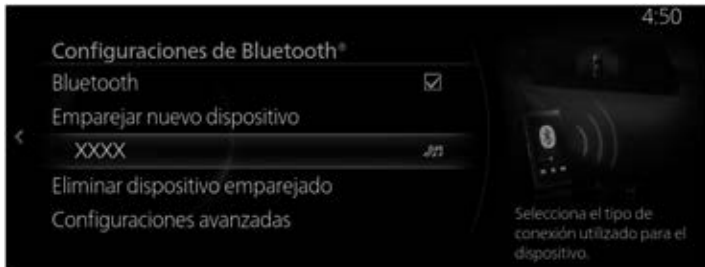 4:50
Configuraciones de Bluetooth®
Bluetooth
Emparejar nuevo dispositivo
XXXX
Eliminar dispositivo emparejado
Configuraciones avanzadas
Selecciona el tipo de
conexión utilizado para el
dispositivo.